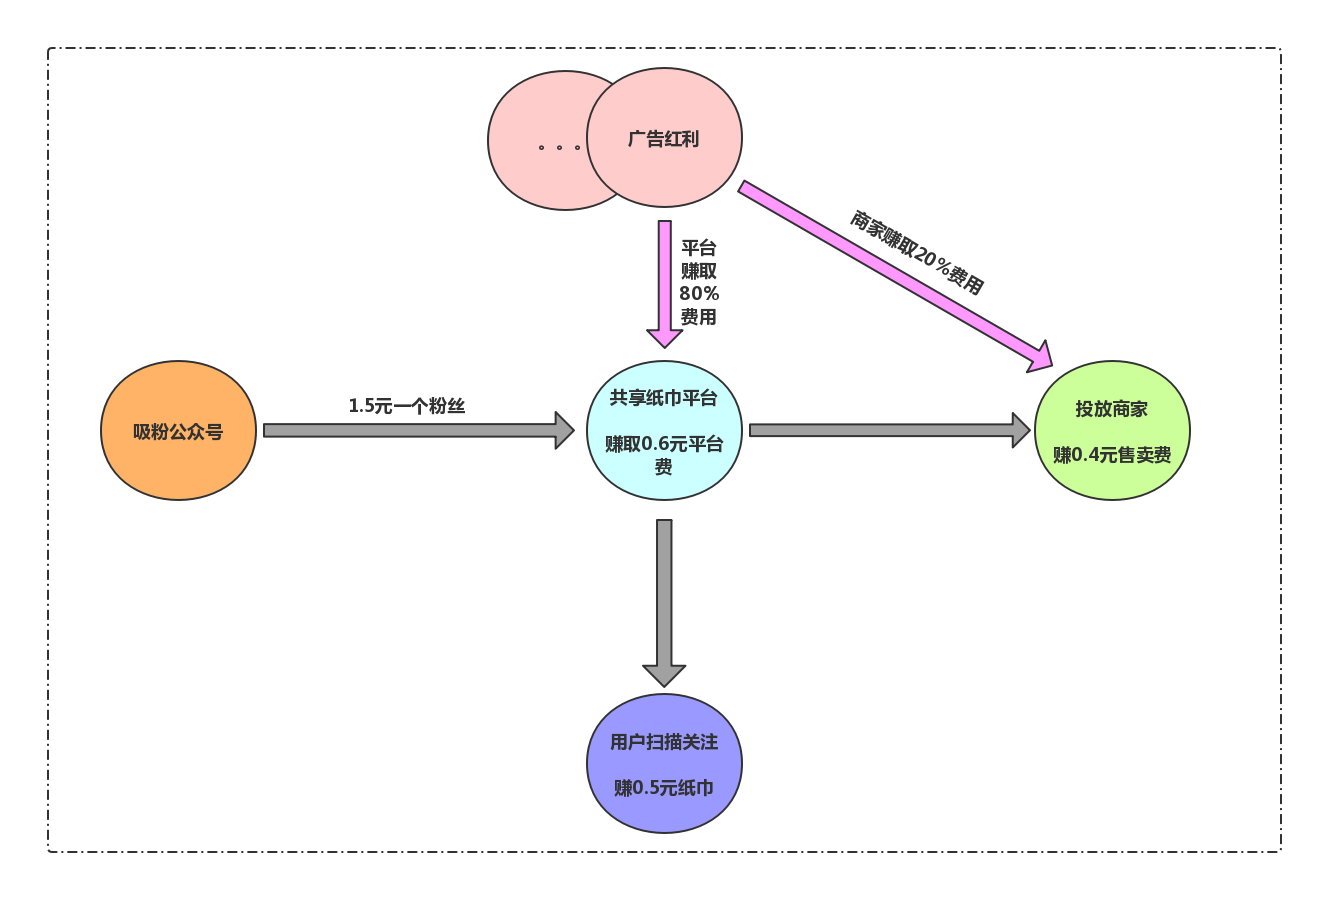 。。。
广告红利
商家赚取20%费用
平台
赚取
80%
费用
吸粉公众号
1.5元一个粉丝
共享纸巾平台
赚取0.6元平台
费
投放商家
赚0.4元售卖费
用户扫描关注
赚0.5元纸巾